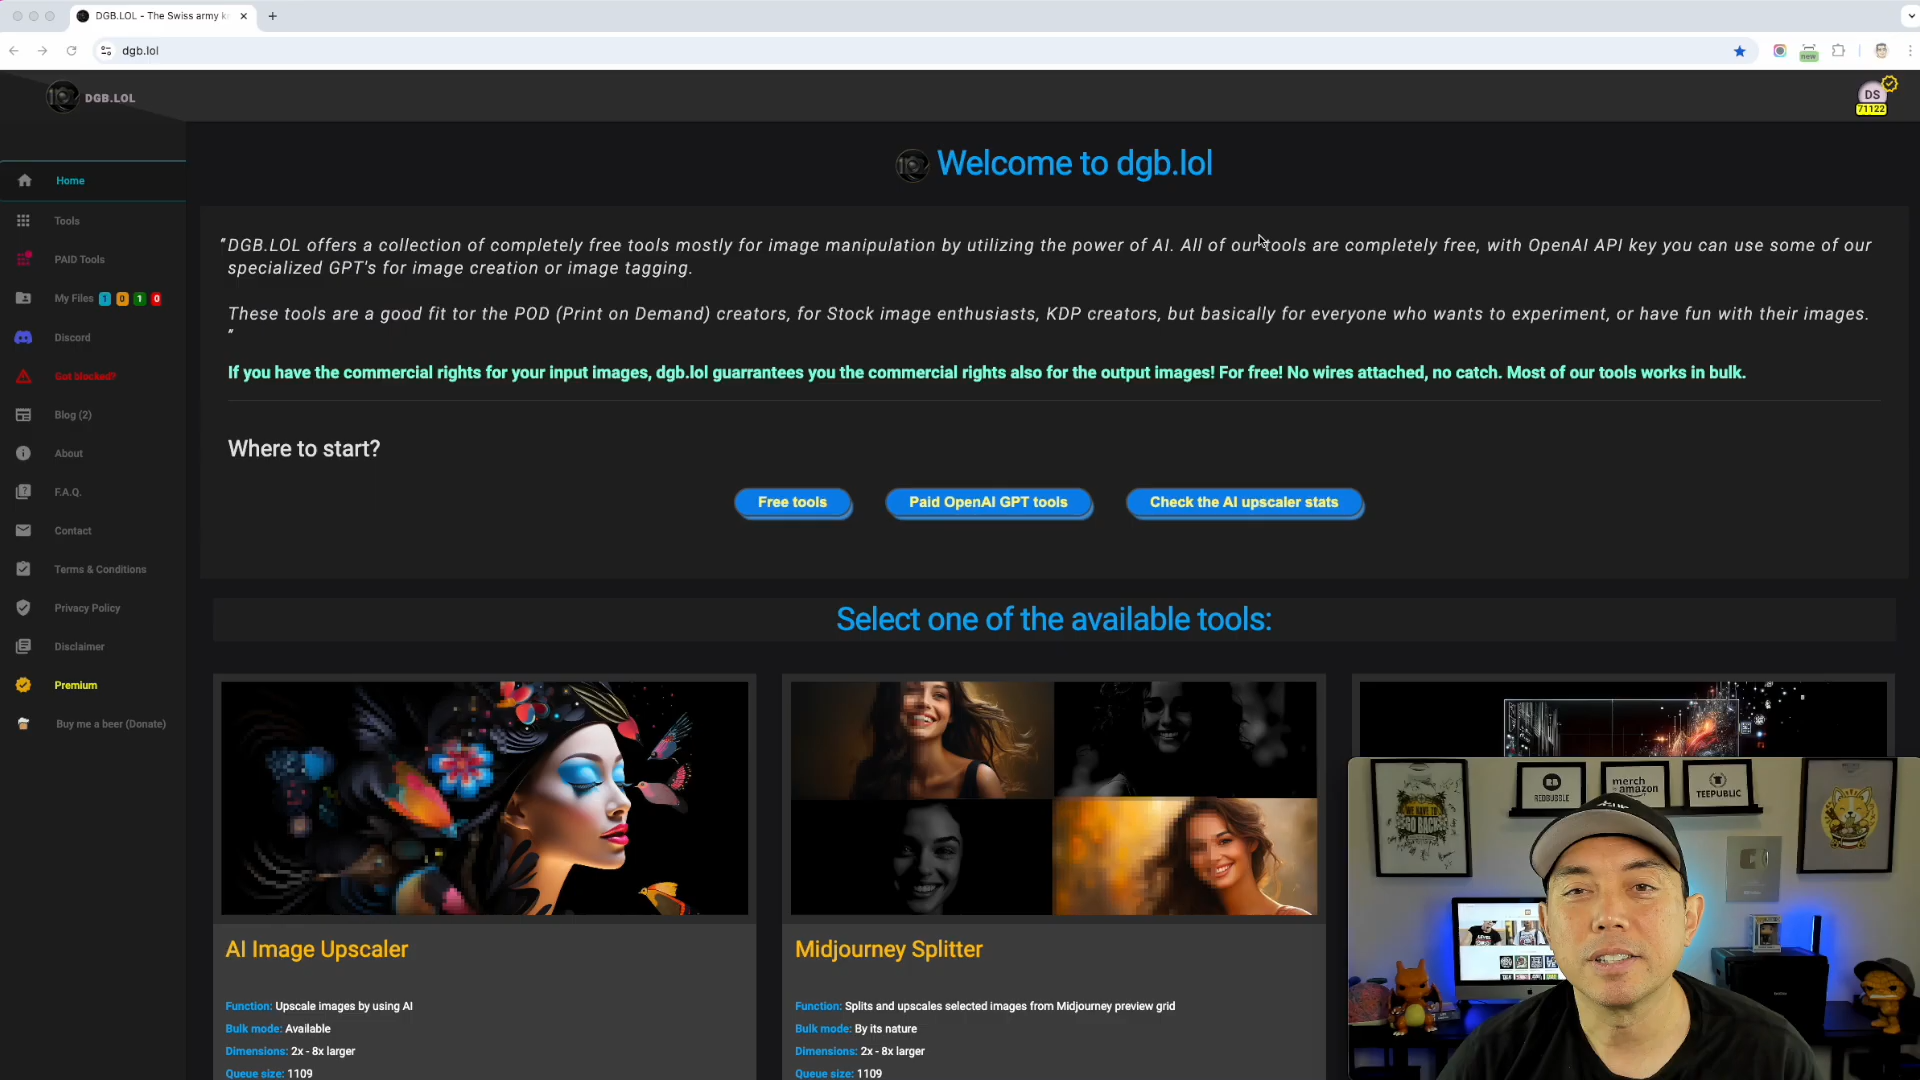 DGB.LOL - The Swiss army k
dgb.lol
new
DGB.LOL
DS
71122
Home
Tools
PAID Tools
My Files 1 0 1 0
Discord
Got blocked?
Blog (2)
About
F.A.Q.
Contact
Terms & Conditions
Privacy Policy
Disclaimer
Premium
Buy me a beer (Donate)
Welcome to dgb.lol
"DGB.LOL offers a collection of completely free tools mostly for image manipulation by utilizing the power of AI. All of our tools are completely free, with OpenAI API key you can use some of our
specialized GPT's for image creation or image tagging.
These tools are a good fit tor the POD (Print on Demand) creators, for Stock image enthusiasts, KDP creators, but basically for everyone who wants to experiment, or have fun with their images.
"
If you have the commercial rights for your input images, dgb.lol guarrantees you the commercial rights also for the output images! For free! No wires attached, no catch. Most of our tools works in bulk.
Where to start?
Free tools
Paid OpenAI GPT tools
Check the AI upscaler stats
Select one of the available tools:
AI Image Upscaler
Function: Upscale images by using AI
Bulk mode: Available
Dimensions: 2x - 8x larger
Queue size: 1109
Midjourney Splitter
Function: Splits and upscales selected images from Midjourney preview grid
Bulk mode: By its nature
Dimensions: 2x - 8x larger
Queue size: 1109
REDBUBBLE
merch
amazon
TEEPUBLIC
WE HAVE TO
GO BACK